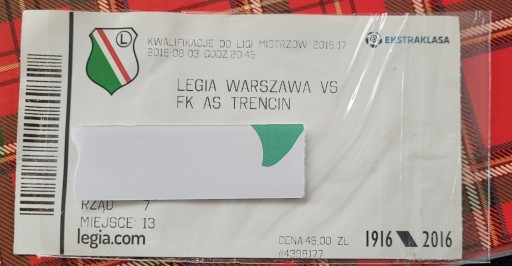 L
KWALIFIKACJE DO LIGI MISTRZÓW 2016/17
2016.08.03 GODZ.20:45
EKSTRAKLASA
LEGIA WARSZAWA VS
FK AS TRENCIN
RZĄD: 7
MIEJSCE: 13
legia.com
CENA 45,00 ZŁ
#4399177
1916 2016